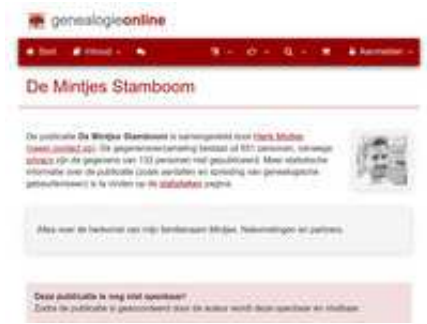 genealogieonline
Start Inhoud Aanmelden
De Mintjes Stamboom
De publicatie De Mintjes Stamboom is samengesteld door Henk Mintjes
(neem contact op). De gegevensverzameling bestaat uit 651 personen, vanwege
privacy zijn de gegevens van 133 personen niet gepubliceerd. Meer statistische
informatie over de publicatie (zoals aantallen en spreiding van genealogische
gebeurtenissen) is te vinden op de statistieken pagina.
Alles over de herkomst van mijn familienaam Mintjes. Nakomelingen en partners.
Deze publicatie is nog niet openbaar!
Zodra de publicatie is geaccordeerd door de auteur wordt deze openbaar en vindbaar.